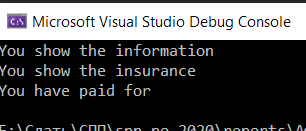 Microsoft Visual Studio Debug Console
You show the information
You show the insurance
You have paid for